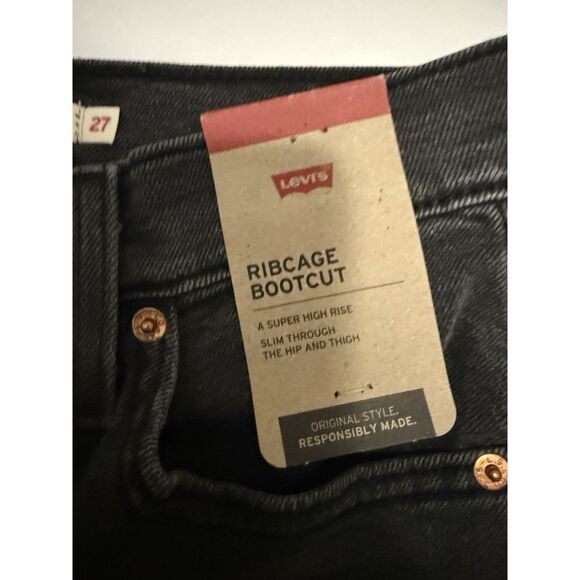 27
Levi's
RIBCAGE
BOOTCUT
A SUPER HIGH RISE
SLIM THROUGH
THE HIP AND THIGH
ORIGINAL STYLE.
RESPONSIBLY MADE.